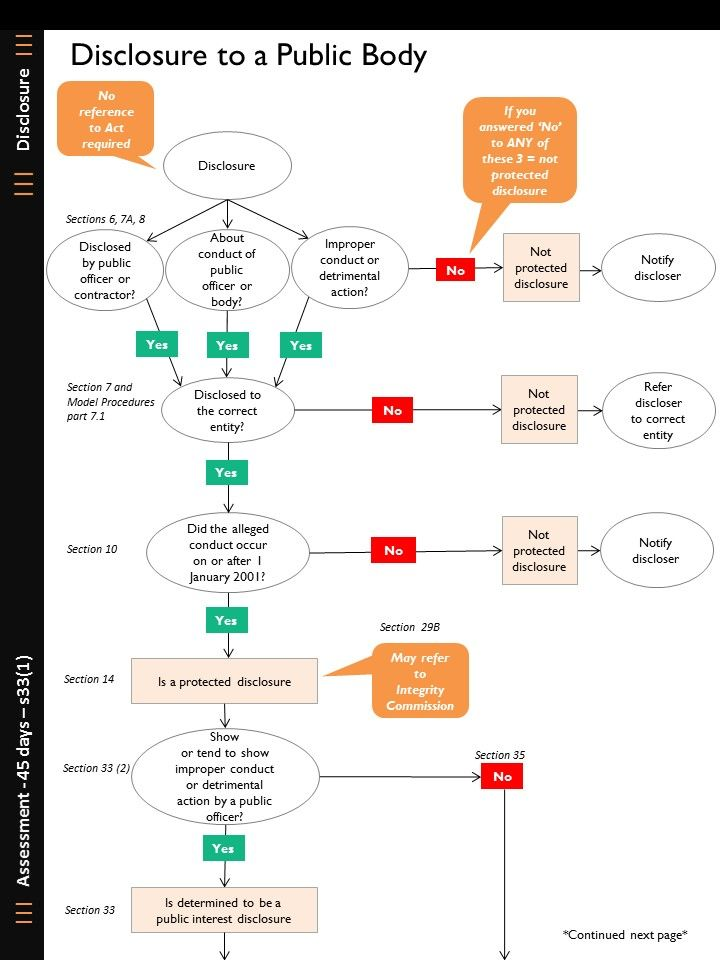 Disclosure to a Public Body
Disclosure
No
reference
to Act
required
If you
answered ‘No’
to ANY of
these 3 = not
protected
disclosure
Disclosure
Sections 6, 7A, 8
Disclosed
by public
officer or
contractor?
About
conduct of
public
officer or
body?
Improper
conduct or
detrimental
action?
No
Not
protected
disclosure
Notify
discloser
Yes
Yes
Yes
Section 7 and
Model Procedures
part 7.1
Disclosed to
the correct
entity?
No
Not
protected
disclosure
Refer
discloser
to correct
entity
Yes
Section 10
Did the alleged
conduct occur
on or after 1
January 2001?
No
Not
protected
disclosure
Notify
discloser
Yes
Section 29B
May refer
to
Integrity
Commission
Section 14
Is a protected disclosure
Assessment - 45 days – s33(1)
Section 33 (2)
Show
or tend to show
improper conduct
or detrimental
action by a public
officer?
Section 35
No
Yes
Section 33
Is determined to be a
public interest disclosure
*Continued next page*